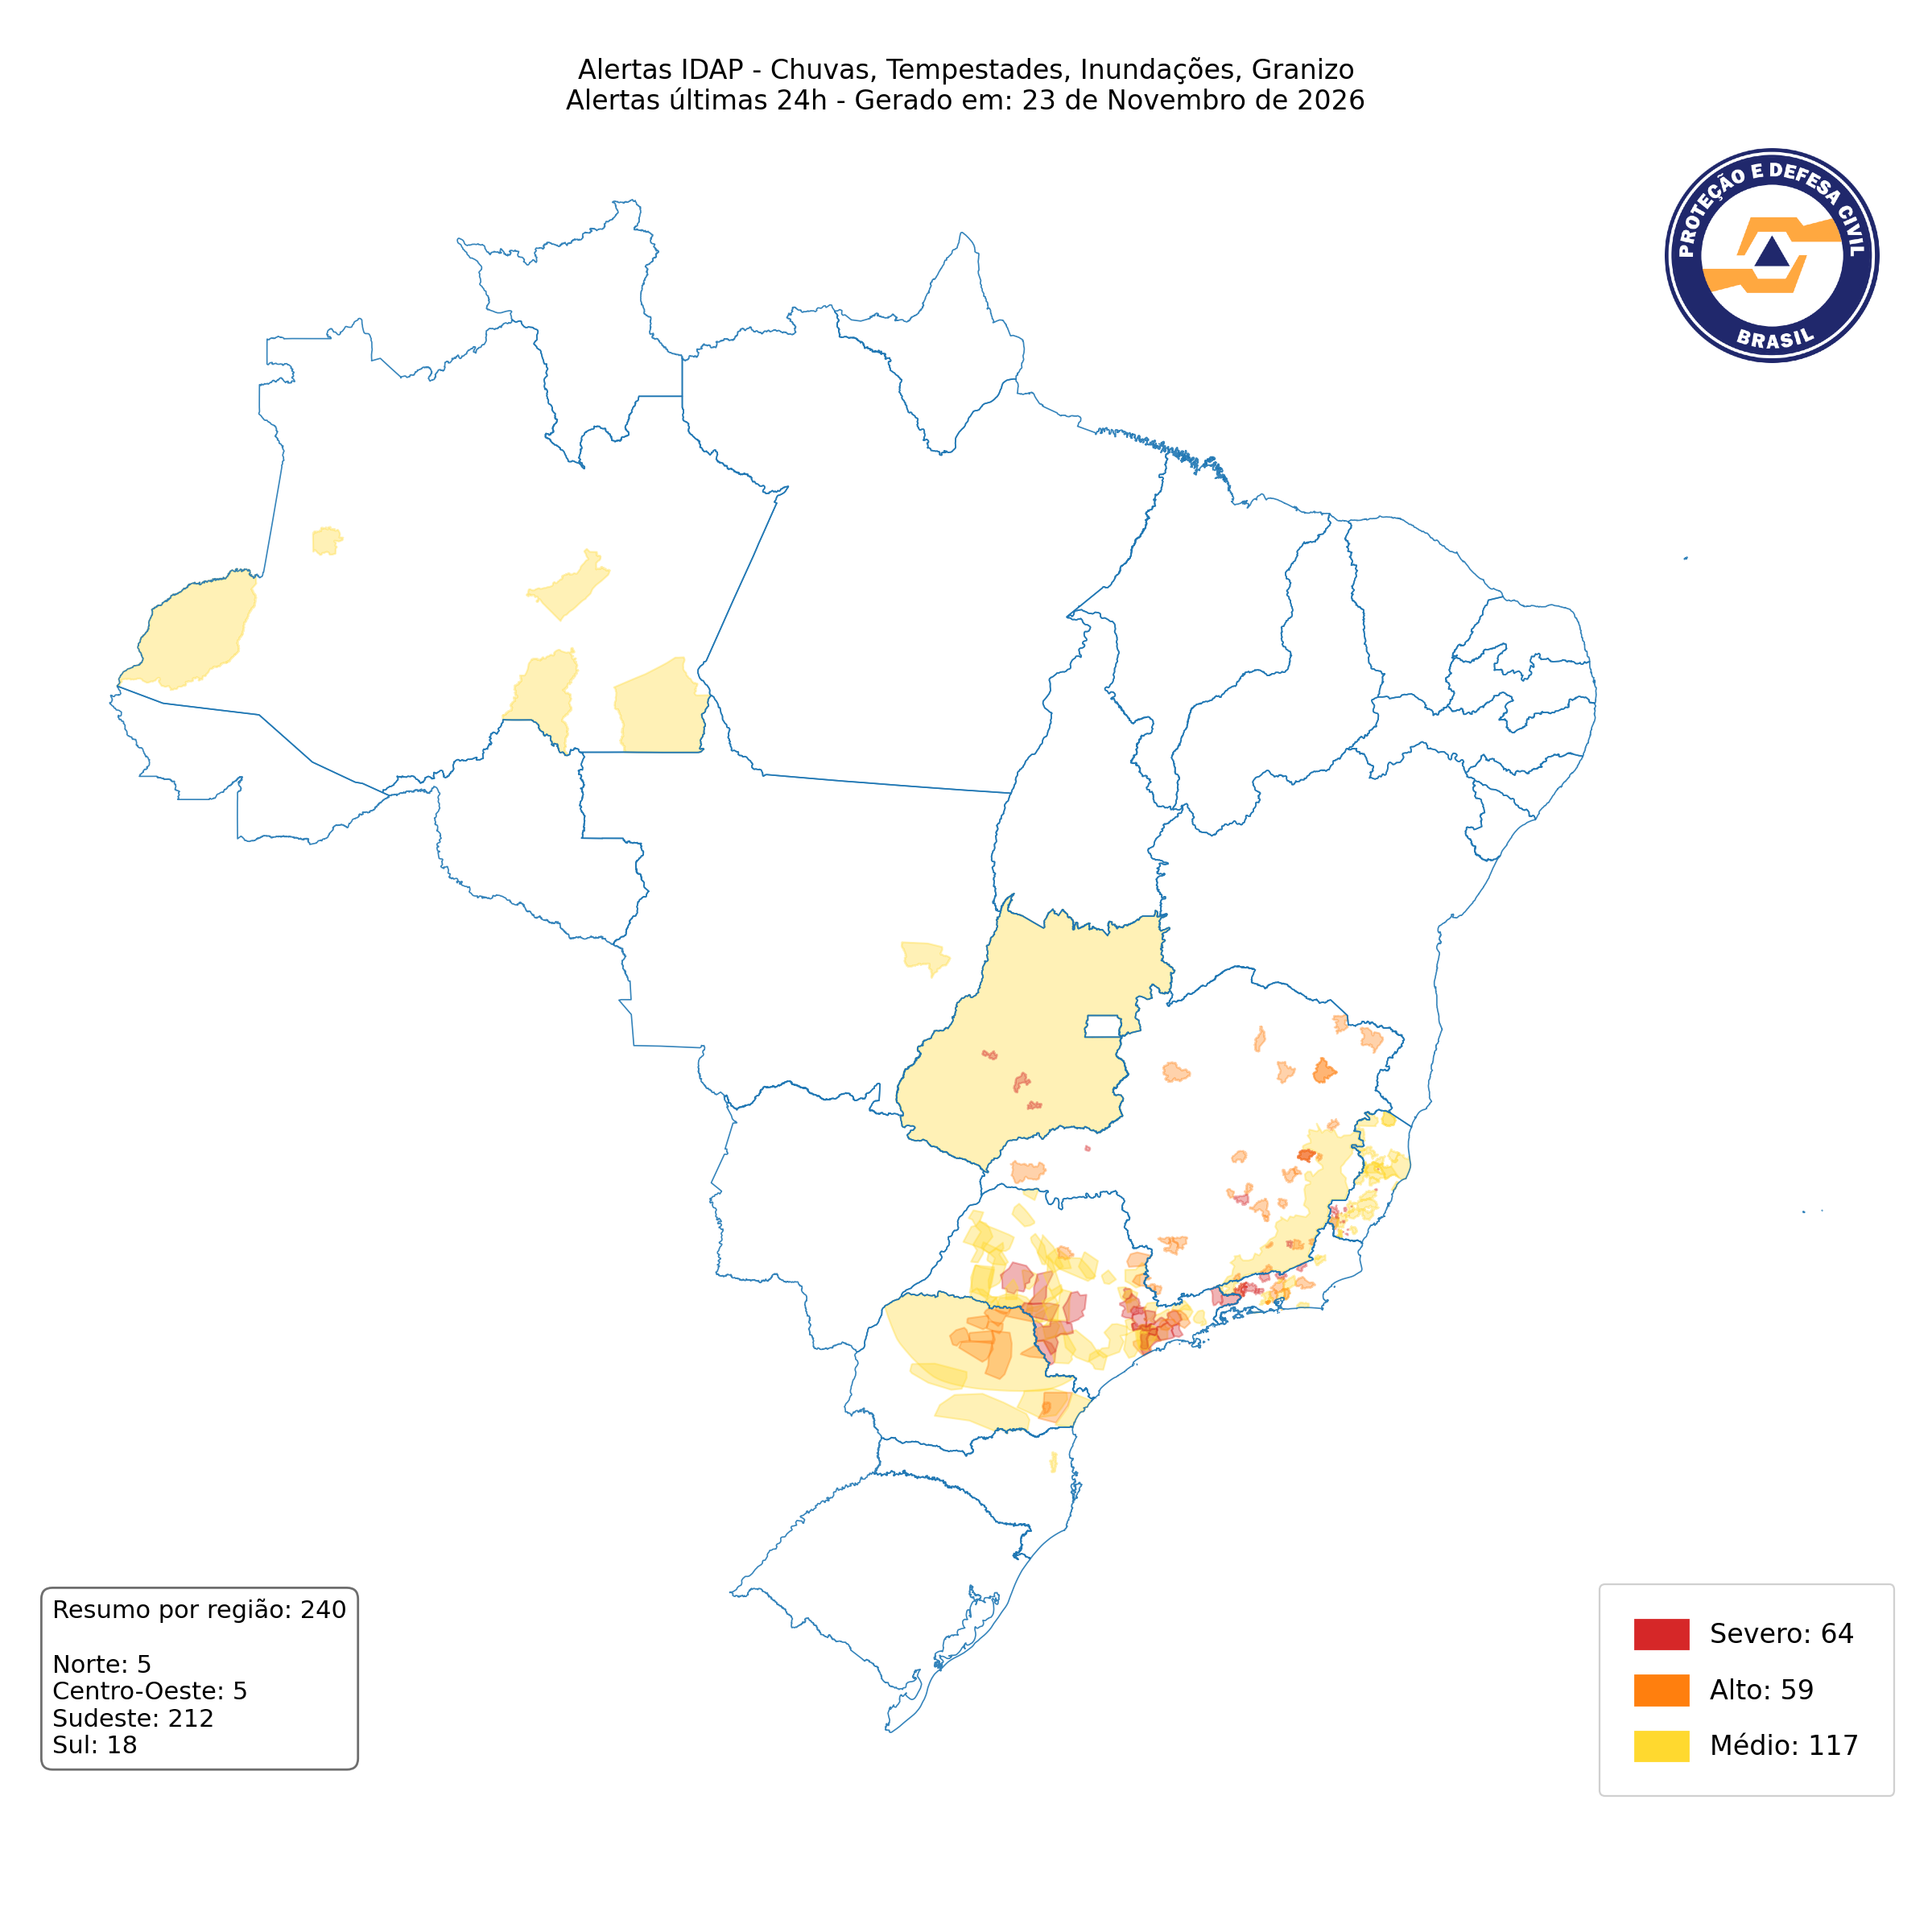 Alertas IDAP - Chuvas, Tempestades, Inundações, Granizo
Alertas últimas 24h - Gerado em: 23 de Novembro de 2026
PROTEÇÃO E DEFESA CIVIL
BRASIL
Resumo por região: 240
Norte: 5
Centro-Oeste: 5
Sudeste: 212
Sul: 18
Severo: 64
Alto: 59
Médio: 117